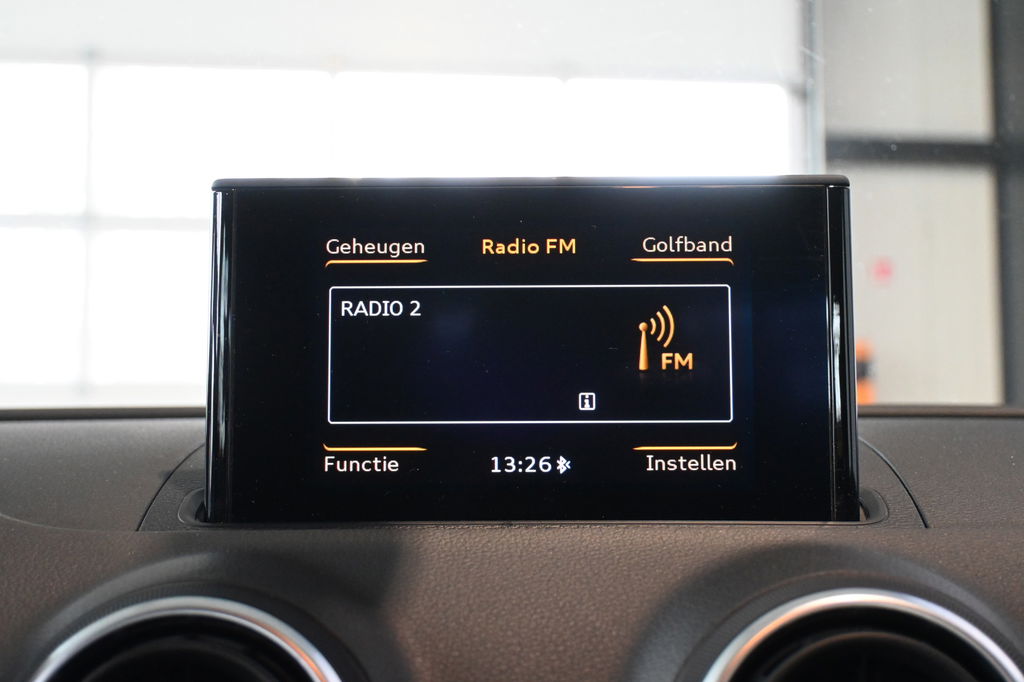 Geheugen Radio FM Golfband
RADIO 2
FM
i
Functie 13:26 Instellen